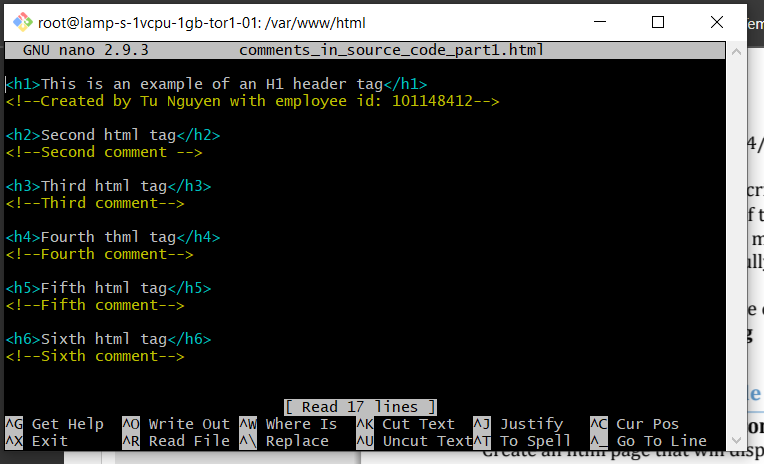 root@lamp-s-1vcpu-1gb-tor1-01: /var/www/html
GNU nano 2.9.3 comments_in_source_code_part1.html
<h1>This is an example of an H1 header tag</h1>
<!--Created by Tu Nguyen with employee id: 101148412-->
<h2>Second html tag</h2>
<!--Second comment -->
<h3>Third html tag</h3>
<!--Third comment-->
<h4>Fourth thml tag</h4>
<!--Fourth comment-->
<h5>Fifth html tag</h5>
<!--Fifth comment-->
<h6>Sixth html tag</h6>
<!--Sixth comment-->
[ Read 17 lines ]
^G Get Help ^O Write Out ^W Where Is ^K Cut Text ^J Justify ^C Cur Pos
^X Exit ^R Read File ^\ Replace ^U Uncut Text ^T To Spell ^_ Go To Line